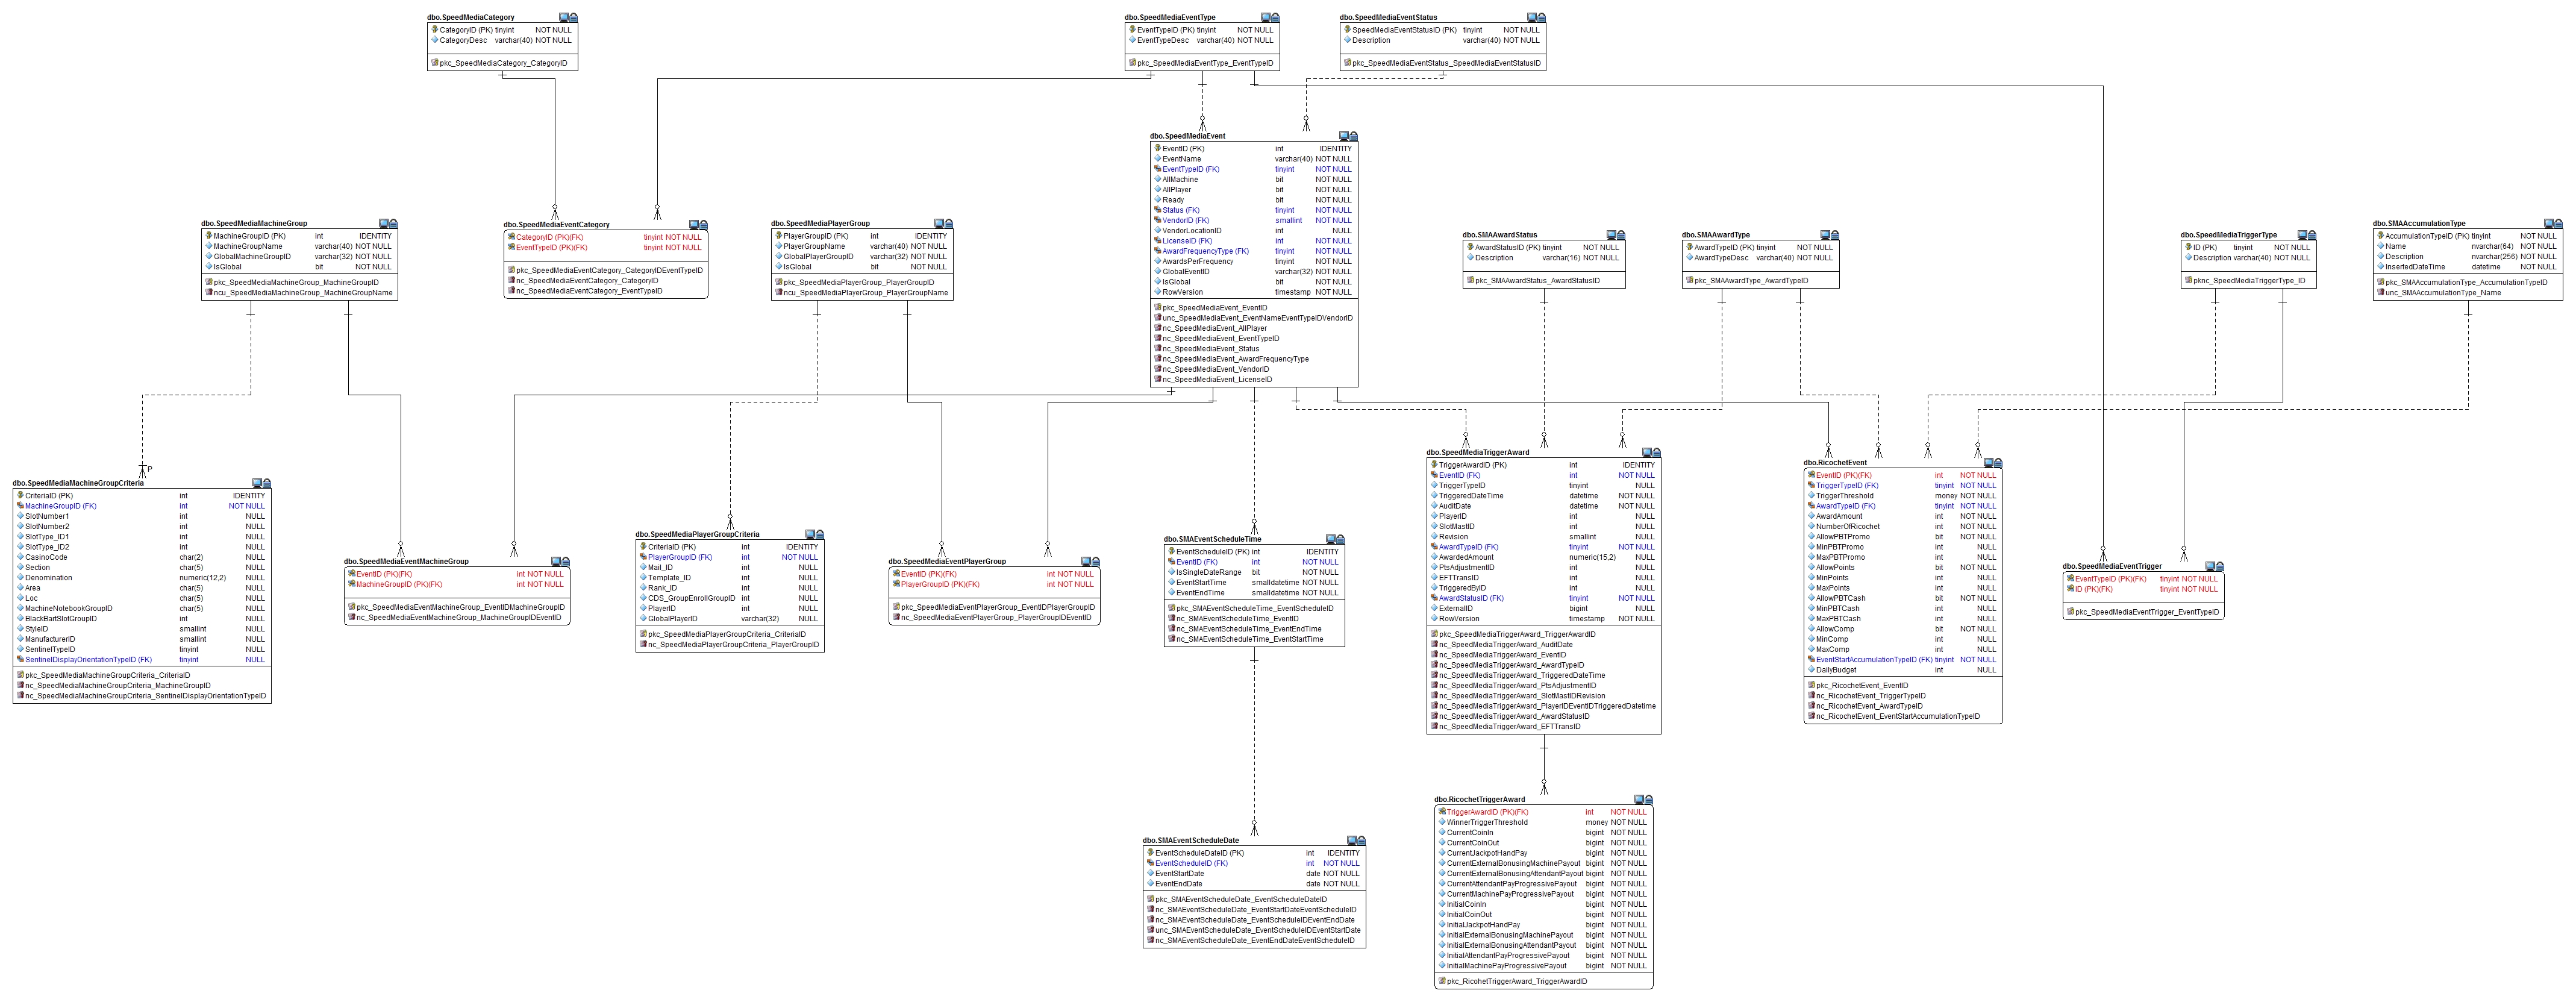 dbo.SpeedMediaCategory
CategoryID (PK) tinyint NOT NULL
CategoryDesc varchar(40) NOT NULL
pkc_SpeedMediaCategory_CategoryID
dbo.SpeedMediaEventType
EventTypeID (PK) tinyint NOT NULL
EventTypeDesc varchar(40) NOT NULL
pkc_SpeedMediaEventType_EventTypeID
dbo.SpeedMediaEventStatus
SpeedMediaEventStatusID (PK) tinyint NOT NULL
Description varchar(40) NOT NULL
pkc_SpeedMediaEventStatus_SpeedMediaEventStatusID
dbo.SpeedMediaEvent
EventID (PK) int IDENTITY
EventName varchar(40) NOT NULL
EventTypeID (FK) tinyint NOT NULL
AllMachine bit NOT NULL
AllPlayer bit NOT NULL
Ready bit NOT NULL
Status (FK) tinyint NOT NULL
VendorID (FK) smallint NOT NULL
VendorLocationID int NULL
LicenseID (FK) int NOT NULL
AwardFrequencyType (FK) tinyint NOT NULL
AwardsPerFrequency tinyint NOT NULL
GlobalEventID varchar(32) NOT NULL
IsGlobal bit NOT NULL
RowVersion timestamp NOT NULL
pkc_SpeedMediaEvent_EventID
unc_SpeedMediaEvent_EventNameEventTypeIDVendorID
nc_SpeedMediaEvent_AllPlayer
nc_SpeedMediaEvent_EventTypeID
nc_SpeedMediaEvent_Status
nc_SpeedMediaEvent_AwardFrequencyType
nc_SpeedMediaEvent_VendorID
nc_SpeedMediaEvent_LicenseID
dbo.SpeedMediaMachineGroup
MachineGroupID (PK) int IDENTITY
MachineGroupName varchar(40) NOT NULL
GlobalMachineGroupID varchar(32) NOT NULL
IsGlobal bit NOT NULL
pkc_SpeedMediaMachineGroup_MachineGroupID
ncu_SpeedMediaMachineGroup_MachineGroupName
dbo.SpeedMediaEventCategory
CategoryID (PK)(FK) tinyint NOT NULL
EventTypeID (PK)(FK) tinyint NOT NULL
pkc_SpeedMediaEventCategory_CategoryIDEventTypeID
nc_SpeedMediaEventCategory_CategoryID
nc_SpeedMediaEventCategory_EventTypeID
dbo.SpeedMediaPlayerGroup
PlayerGroupID (PK) int IDENTITY
PlayerGroupName varchar(40) NOT NULL
GlobalPlayerGroupID varchar(32) NOT NULL
IsGlobal bit NOT NULL
pkc_SpeedMediaPlayerGroup_PlayerGroupID
ncu_SpeedMediaPlayerGroup_PlayerGroupName
dbo.SMAAwardStatus
AwardStatusID (PK) tinyint NOT NULL
Description varchar(16) NOT NULL
pkc_SMAAwardStatus_AwardStatusID
dbo.SMAAwardType
AwardTypeID (PK) tinyint NOT NULL
AwardTypeDesc varchar(40) NOT NULL
pkc_SMAAwardType_AwardTypeID
dbo.SpeedMediaTriggerType
ID (PK) tinyint NOT NULL
Description varchar(40) NOT NULL
pknc_SpeedMediaTriggerType_ID
dbo.SMAAccumulationType
AccumulationTypeID (PK) tinyint NOT NULL
Name nvarchar(64) NOT NULL
Description nvarchar(256) NOT NULL
InsertedDateTime datetime NOT NULL
pkc_SMAAccumulationType_AccumulationTypeID
unc_SMAAccumulationType_Name
P
dbo.SpeedMediaMachineGroupCriteria
CriteriaID (PK) int IDENTITY
MachineGroupID (FK) int NOT NULL
SlotNumber1 int NULL
SlotNumber2 int NULL
SlotType_ID1 int NULL
SlotType_ID2 int NULL
CasinoCode char(2) NULL
Section char(5) NULL
Denomination numeric(12,2) NULL
Area char(5) NULL
Loc char(5) NULL
MachineNotebookGroupID char(5) NULL
BlackBartSlotGroupID int NULL
StyleID smallint NULL
ManufacturerID smallint NULL
SentinelTypeID tinyint NULL
SentinelDisplayOrientationTypeID (FK) tinyint NULL
pkc_SpeedMediaMachineGroupCriteria_CriteriaID
nc_SpeedMediaMachineGroupCriteria_MachineGroupID
nc_SpeedMediaMachineGroupCriteria_SentinelDisplayOrientationTypeID
dbo.SpeedMediaEventMachineGroup
EventID (PK)(FK) int NOT NULL
MachineGroupID (PK)(FK) int NOT NULL
pkc_SpeedMediaEventMachineGroup_EventIDMachineGroupID
nc_SpeedMediaEventMachineGroup_MachineGroupIDEventID
dbo.SpeedMediaPlayerGroupCriteria
CriteriaID (PK) int IDENTITY
PlayerGroupID (FK) int NOT NULL
Mail_ID int NULL
Template_ID int NULL
Rank_ID int NULL
CDS_GroupEnrollGroupID int NULL
PlayerID int NULL
GlobalPlayerID varchar(32) NULL
pkc_SpeedMediaPlayerGroupCriteria_CriteriaID
nc_SpeedMediaPlayerGroupCriteria_PlayerGroupID
dbo.SpeedMediaEventPlayerGroup
EventID (PK)(FK) int NOT NULL
PlayerGroupID (PK)(FK) int NOT NULL
pkc_SpeedMediaEventPlayerGroup_EventIDPlayerGroupID
nc_SpeedMediaEventPlayerGroup_PlayerGroupIDEventID
dbo.SMAEventScheduleTime
EventScheduleID (PK) int IDENTITY
EventID (FK) int NOT NULL
IsSingleDateRange bit NOT NULL
EventStartTime smalldatetime NOT NULL
EventEndTime smalldatetime NOT NULL
pkc_SMAEventScheduleTime_EventScheduleID
nc_SMAEventScheduleTime_EventID
nc_SMAEventScheduleTime_EventEndTime
nc_SMAEventScheduleTime_EventStartTime
dbo.SpeedMediaTriggerAward
TriggerAwardID (PK) int IDENTITY
EventID (FK) int NOT NULL
TriggerTypeID tinyint NULL
TriggeredDateTime datetime NOT NULL
AuditDate datetime NOT NULL
PlayerID int NULL
SlotMastID int NULL
Revision smallint NULL
AwardTypeID (FK) tinyint NOT NULL
AwardedAmount numeric(15,2) NULL
PtsAdjustmentID int NULL
EFTTransID int NULL
TriggeredByID int NULL
AwardStatusID (FK) tinyint NOT NULL
ExternalID bigint NULL
RowVersion timestamp NOT NULL
pkc_SpeedMediaTriggerAward_TriggerAwardID
nc_SpeedMediaTriggerAward_AuditDate
nc_SpeedMediaTriggerAward_EventID
nc_SpeedMediaTriggerAward_AwardTypeID
nc_SpeedMediaTriggerAward_TriggeredDateTime
nc_SpeedMediaTriggerAward_PtsAdjustmentID
nc_SpeedMediaTriggerAward_SlotMastIDRevision
nc_SpeedMediaTriggerAward_PlayerIDEventIDTriggeredDatetime
nc_SpeedMediaTriggerAward_AwardStatusID
nc_SpeedMediaTriggerAward_EFTTransID
dbo.RicochetEvent
EventID (PK)(FK) int NOT NULL
TriggerTypeID (FK) tinyint NOT NULL
TriggerThreshold money NOT NULL
AwardTypeID (FK) tinyint NOT NULL
AwardAmount int NOT NULL
NumberOfRicochet int NOT NULL
AllowPBTPromo bit NOT NULL
MinPBTPromo int NULL
MaxPBTPromo int NULL
AllowPoints bit NOT NULL
MinPoints int NULL
MaxPoints int NULL
AllowPBTCash bit NOT NULL
MinPBTCash int NULL
MaxPBTCash int NULL
AllowComp bit NOT NULL
MinComp int NULL
MaxComp int NULL
EventStartAccumulationTypeID (FK) tinyint NOT NULL
DailyBudget int NULL
pkc_RicochetEvent_EventID
nc_RicochetEvent_TriggerTypeID
nc_RicochetEvent_AwardTypeID
nc_RicochetEvent_EventStartAccumulationTypeID
dbo.SpeedMediaEventTrigger
EventTypeID (PK)(FK) tinyint NOT NULL
ID (PK)(FK) tinyint NOT NULL
pkc_SpeedMediaEventTrigger_EventTypeID
dbo.SMAEventScheduleDate
EventScheduleDateID (PK) int IDENTITY
EventScheduleID (FK) int NOT NULL
EventStartDate date NOT NULL
EventEndDate date NOT NULL
pkc_SMAEventScheduleDate_EventScheduleDateID
nc_SMAEventScheduleDate_EventStartDateEventScheduleID
nc_SMAEventScheduleDate_EventScheduleIDEventEndDate
unc_SMAEventScheduleDate_EventScheduleIDEventStartDate
nc_SMAEventScheduleDate_EventEndDateEventScheduleID
dbo.RicochetTriggerAward
TriggerAwardID (PK)(FK) int NOT NULL
WinnerTriggerThreshold money NOT NULL
CurrentCoinIn bigint NOT NULL
CurrentCoinOut bigint NOT NULL
CurrentJackpotHandPay bigint NOT NULL
CurrentExternalBonusingMachinePayout bigint NOT NULL
CurrentExternalBonusingAttendantPayout bigint NOT NULL
CurrentAttendantPayProgressivePayout bigint NOT NULL
CurrentMachinePayProgressivePayout bigint NOT NULL
InitialCoinIn bigint NOT NULL
InitialCoinOut bigint NOT NULL
InitialJackpotHandPay bigint NOT NULL
InitialExternalBonusingMachinePayout bigint NOT NULL
InitialExternalBonusingAttendantPayout bigint NOT NULL
InitialAttendantPayProgressivePayout bigint NOT NULL
InitialMachinePayProgressivePayout bigint NOT NULL
pkc_RicohetTriggerAward_TriggerAwardID